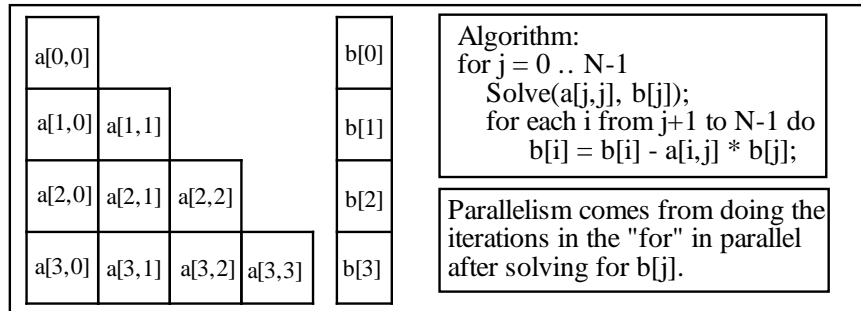 a[0,0]
b[0]
a[1,0] a[1,1]
b[1]
a[2,0] a[2,1] a[2,2]
b[2]
a[3,0] a[3,1] a[3,2] a[3,3]
b[3]
Algorithm:
for j = 0 .. N-1
Solve(a[j,j], b[j]);
for each i from j+1 to N-1 do
b[i] = b[i] - a[i,j] * b[j];
Parallelism comes from doing the
iterations in the "for" in parallel
after solving for b[j].